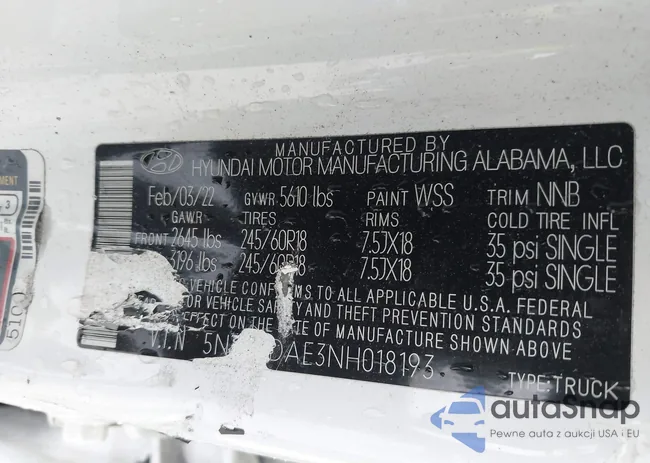 MANUFACTURED BY
HYUNDAI MOTOR MANUFACTURING ALABAMA, LLC
Feb/03/22 GVWR 5610 lbs PAINT WSS TRIM NNB
GAWR TIRES RIMS COLD TIRE INFL
FRONT 2645 lbs 245/60R18 7.5JX18 35 psi SINGLE
3196 lbs 245/60R18 7.5JX18 35 psi SINGLE
VEHICLE CONFORMS TO ALL APPLICABLE U.S.A. FEDERAL
VEHICLE SAFETY AND THEFT PREVENTION STANDARDS
EFFECT ON THE DATE OF MANUFACTURE SHOWN ABOVE
V.I.N 5N AE3NH018193
TYPE:TRUCK
autoSnap
Pewne auta z aukcji USA i EU